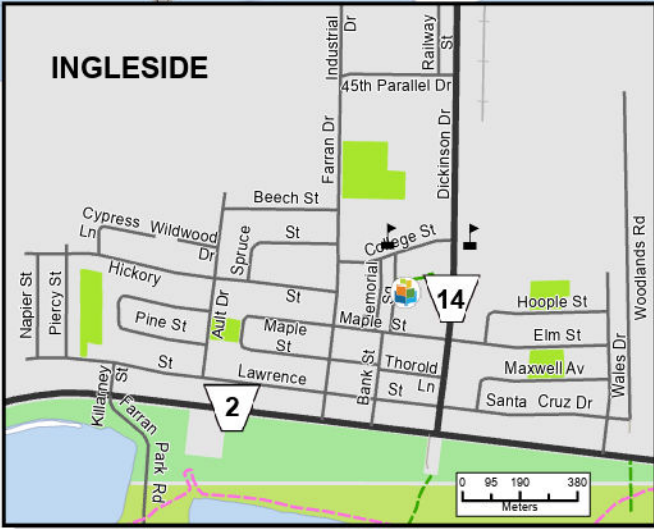 INGLESIDE
Industrial
Dr
Railway
St
45th Parallel Dr
Farran Dr
Dickinson Dr
Beech St
Cypress
Ln
Wildwood
Dr
Spruce
St
College St
Woodlands Rd
Hickory
St
Napier St
Piercy St
Ault Dr
Pine St
Maple
St
Maple St
14
Hoople St
Elm St
Maxwell Av
Wales Dr
Thorold
Ln
Bank St
St
Lawrence
St
Santa Cruz Dr
2
Killarney
St
Farran
Park Rd
0 95 190 380
Meters